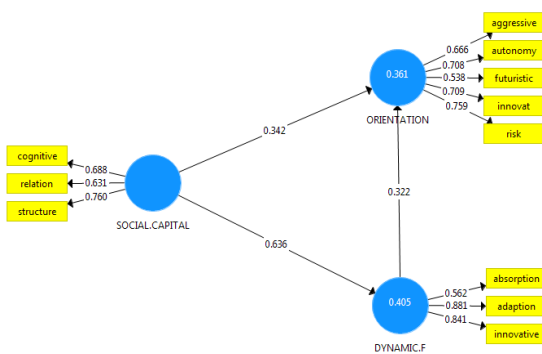 aggressive
0.666
autonomy
0.708
0.361
0.538
futuristic
0.709
innovat
0.759
ORIENTATION
risk
0.342
cognitive
0.688
relation
0.631
structure
0.760
0.322
SOCIAL.CAPITAL
0.636
absorption
0.562
0.405
0.881
adaption
0.841
innovative
DYNAMIC.F